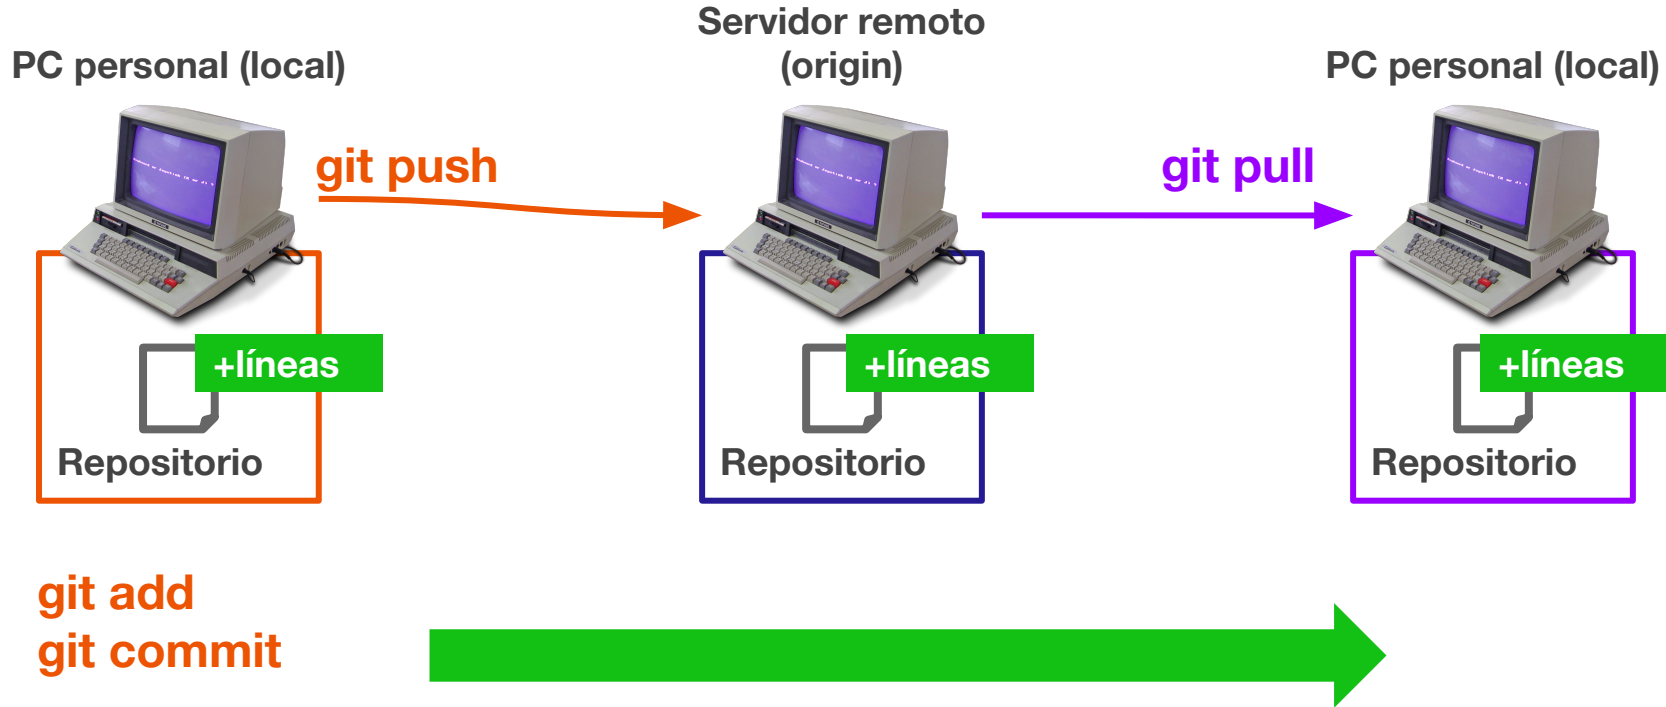 Servidor remoto
(origin)
PC personal (local)
PC personal (local)
git push
git pull
+líneas
+líneas
+líneas
Repositorio
Repositorio
Repositorio
git add
git commit